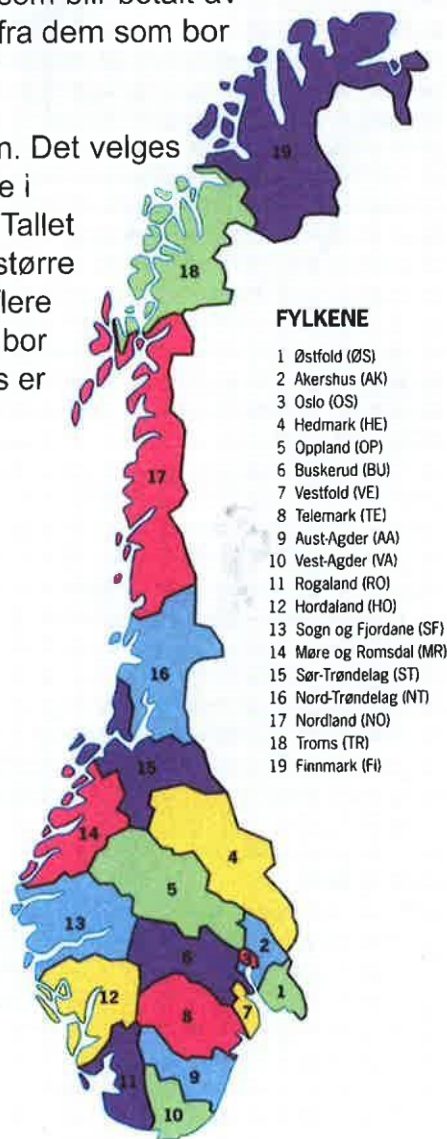 som blir betalt av
fra dem som bor
n. Det velges
e i
Tallet
større
flere
bor
s er
FYLKENE
1 Østfold (ØS)
2 Akershus (AK)
3 Oslo (OS)
4 Hedmark (HE)
5 Oppland (OP)
6 Buskerud (BU)
7 Vestfold (VE)
8 Telemark (TE)
9 Aust-Agder (AA)
10 Vest-Agder (VA)
11 Rogaland (RO)
12 Hordaland (HO)
13 Sogn og Fjordane (SF)
14 Møre og Romsdal (MR)
15 Sør-Trøndelag (ST)
16 Nord-Trøndelag (NT)
17 Nordland (NO)
18 Troms (TR)
19 Finnmark (Fi)
19
18
17
16
15
14
4
5
13
6
3
2
12
8
7
1
11
9
10